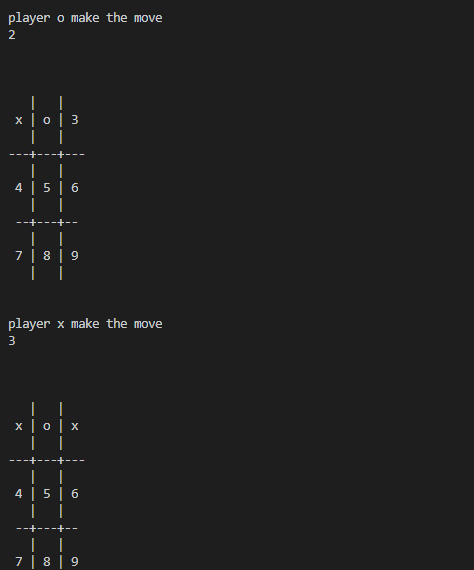 player o make the move
2
   |   |
 x | o | 3
   |   |
---+---+---
   |   |
 4 | 5 | 6
   |   |
 --+---+--
   |   |
 7 | 8 | 9
   |   |
player x make the move
3
   |   |
 x | o | x
   |   |
---+---+---
   |   |
 4 | 5 | 6
   |   |
 --+---+--
   |   |
 7 | 8 | 9